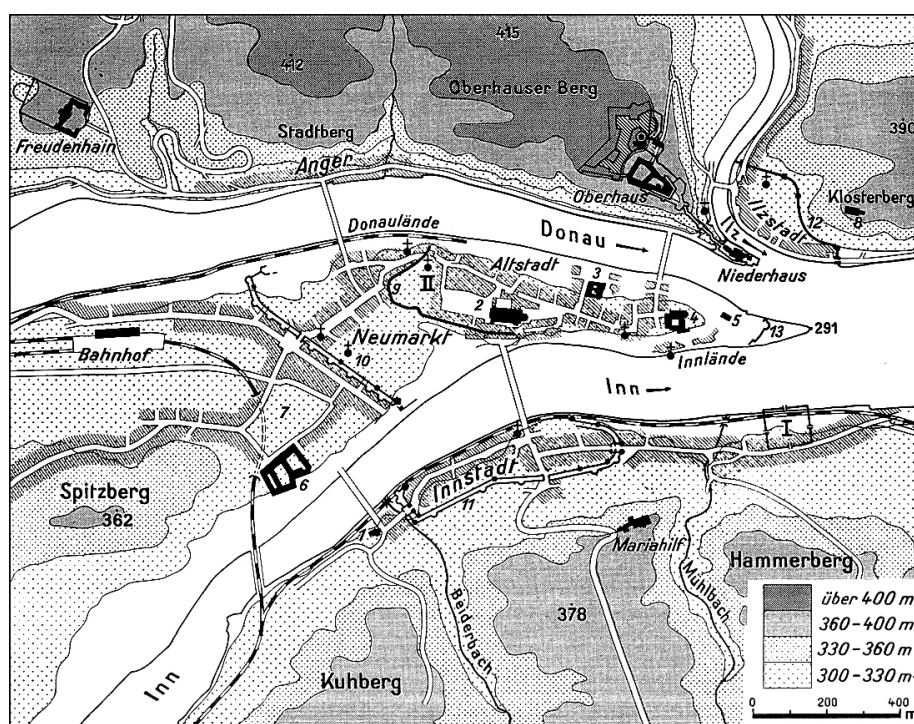 415
412
Oberhauser Berg
390
Stadtberg
Freudenhain
Anger
Oberhaus
Klosterberg
8
12
Ilzstadt
Ilz
Donaulände
Donau
Niederhaus
Altstadt
3
II
9
2
4
5
13
291
Neumarkt
10
Bahnhof
Innlände
Inn
7
I
Spitzberg
362
6
Innstadt
11
1
Mariahilf
Hammerberg
Mühlbach
Beiderbach
378
Kuhberg
Inn
über 400 m
360-400 m
330-360 m
300-330 m
0 200 400
m